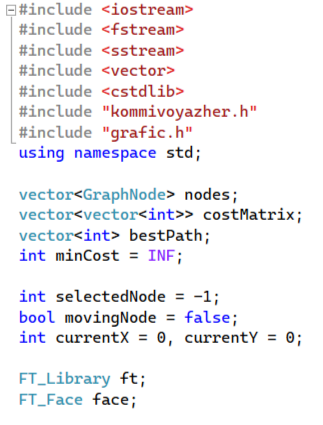 #include <iostream>
#include <fstream>
#include <sstream>
#include <vector>
#include <cstdlib>
#include "kommivoyazher.h"
#include "grafic.h"
using namespace std;
vector<GraphNode> nodes;
vector<vector<int>> costMatrix;
vector<int> bestPath;
int minCost = INF;
int selectedNode = -1;
bool movingNode = false;
int currentX = 0, currentY = 0;
FT_Library ft;
FT_Face face;